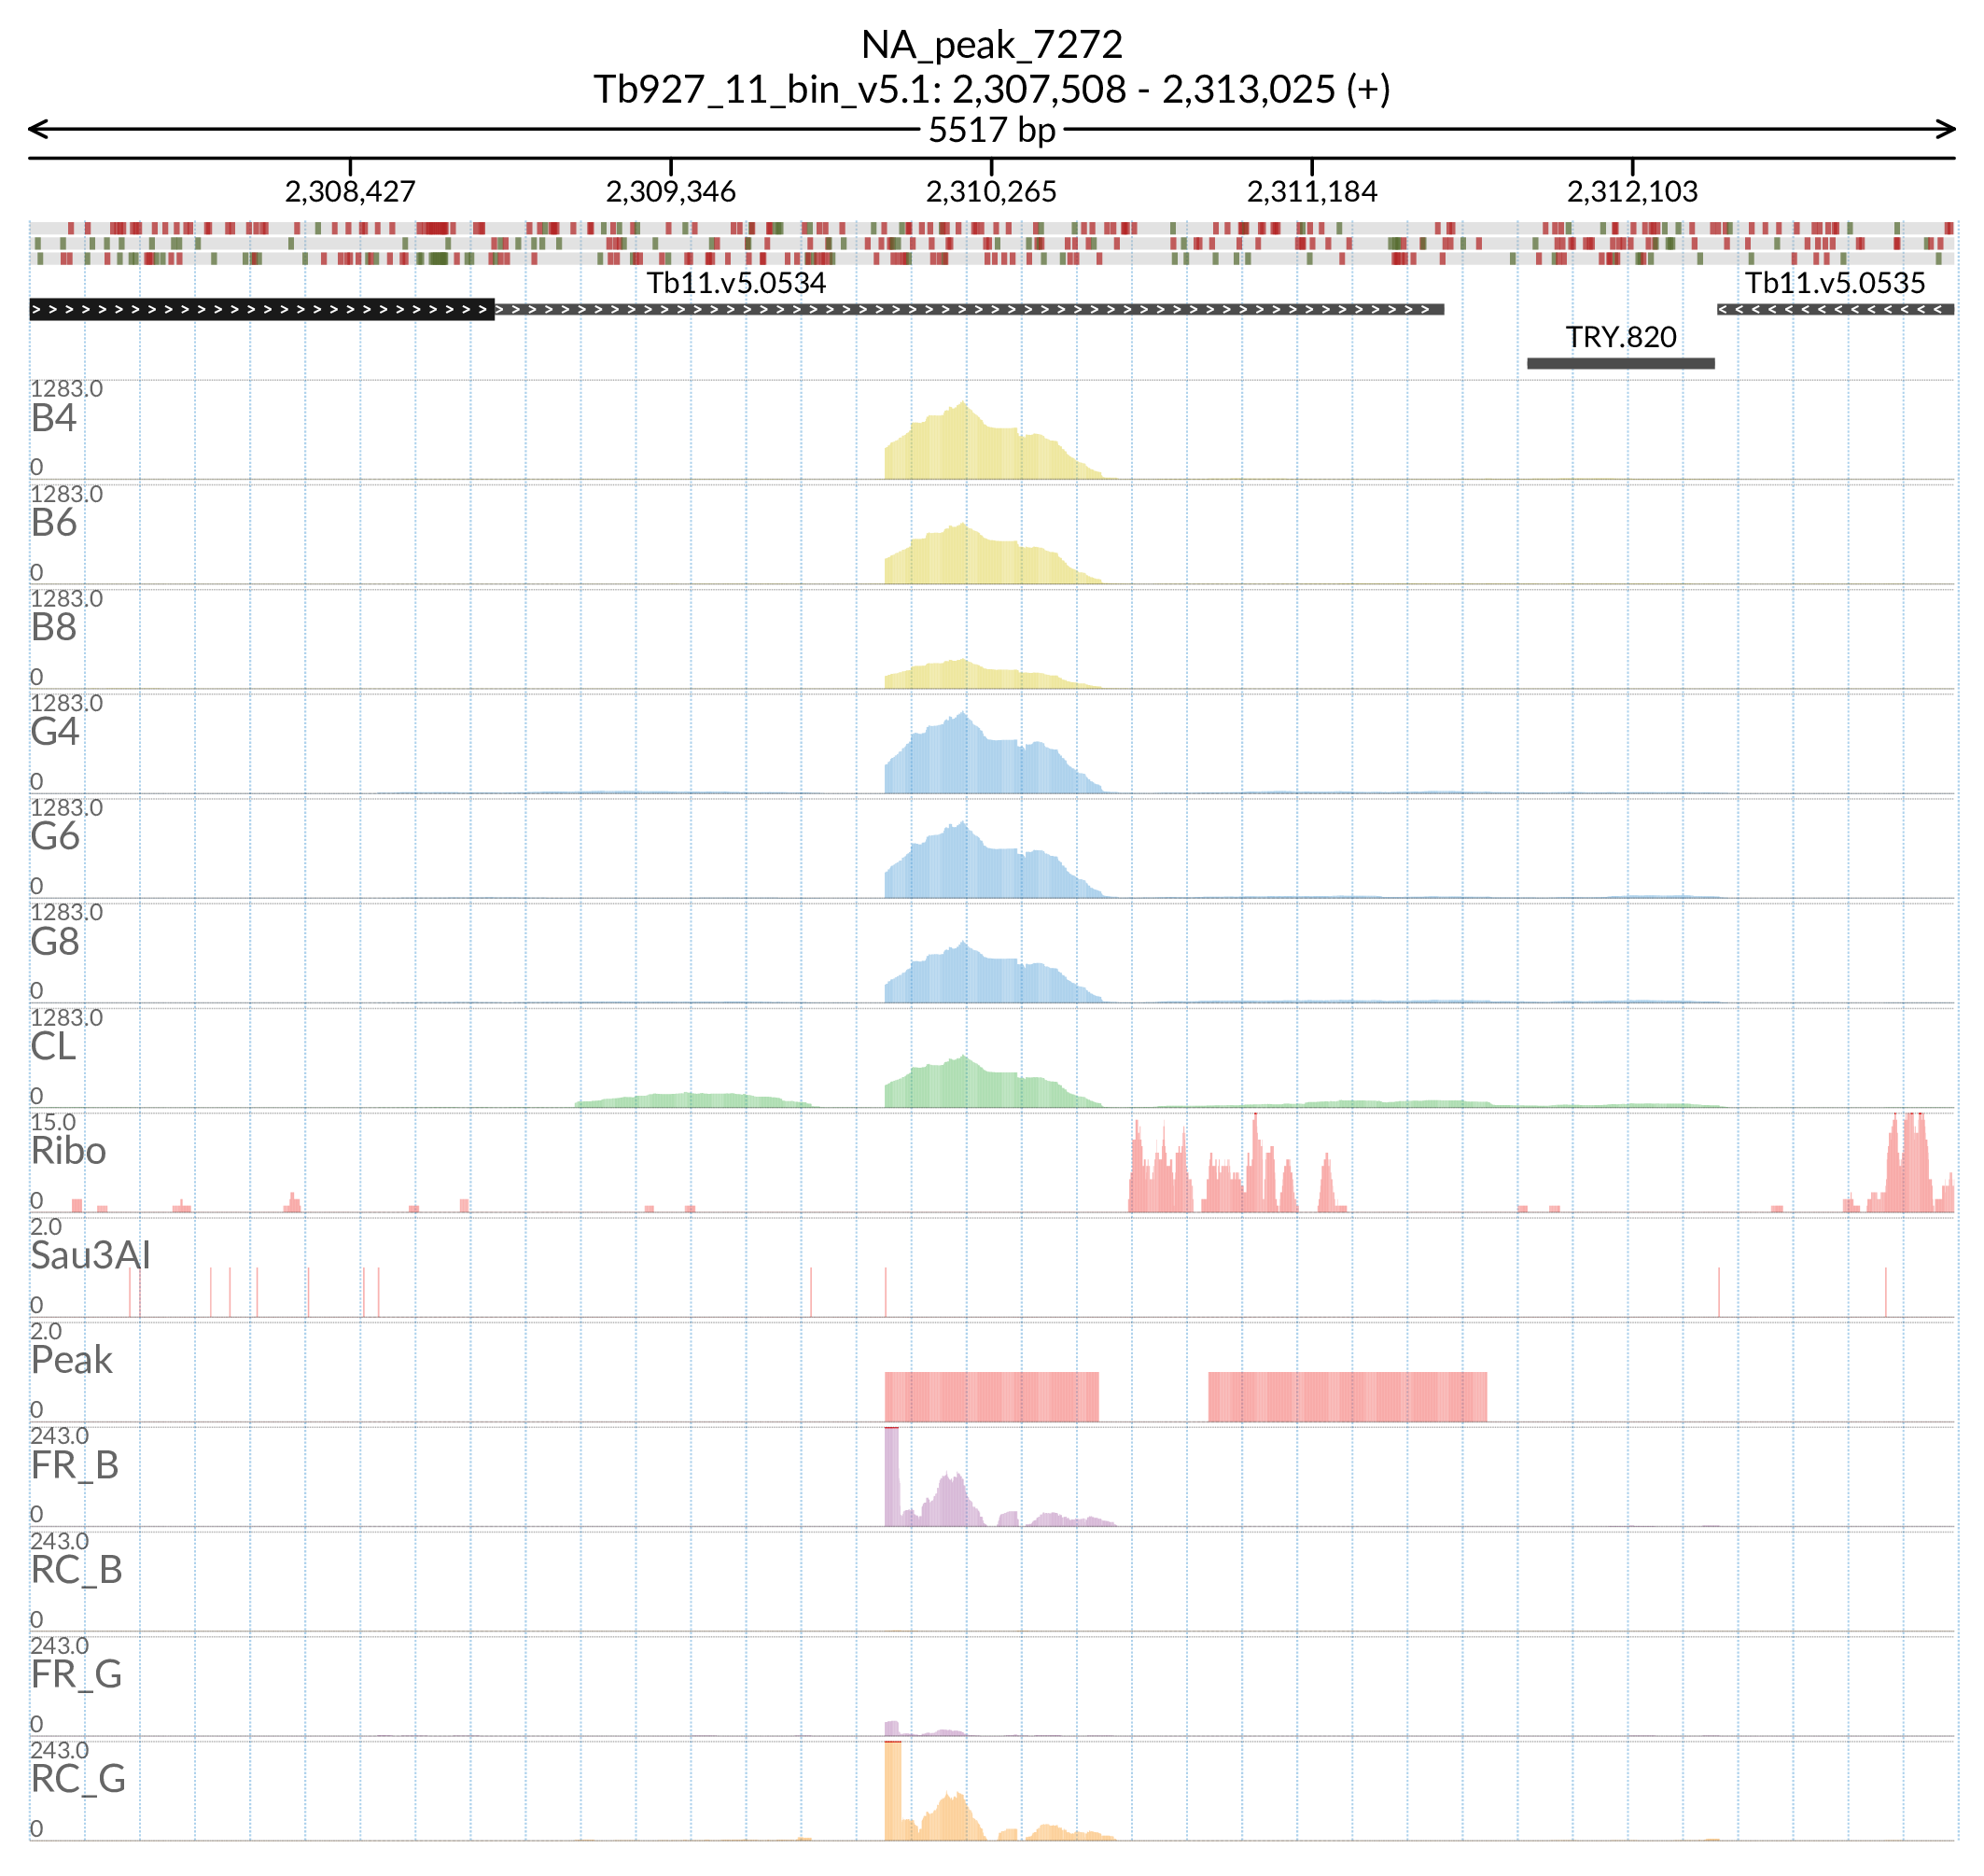 NA_peak_7272
Tb927_11_bin_v5.1: 2,307,508 - 2,313,025 (+)
5517 bp
2,308,427 2,309,346 2,310,265 2,311,184 2,312,103
Tb11.v5.0534 Tb11.v5.0535
TRY.820
1283.0
B4
0
1283.0
B6
0
1283.0
B8
0
1283.0
G4
0
1283.0
G6
0
1283.0
G8
0
1283.0
CL
0
15.0
Ribo
0
2.0
Sau3AI
0
2.0
Peak
0
243.0
FR_B
0
243.0
RC_B
0
243.0
FR_G
0
243.0
RC_G
0